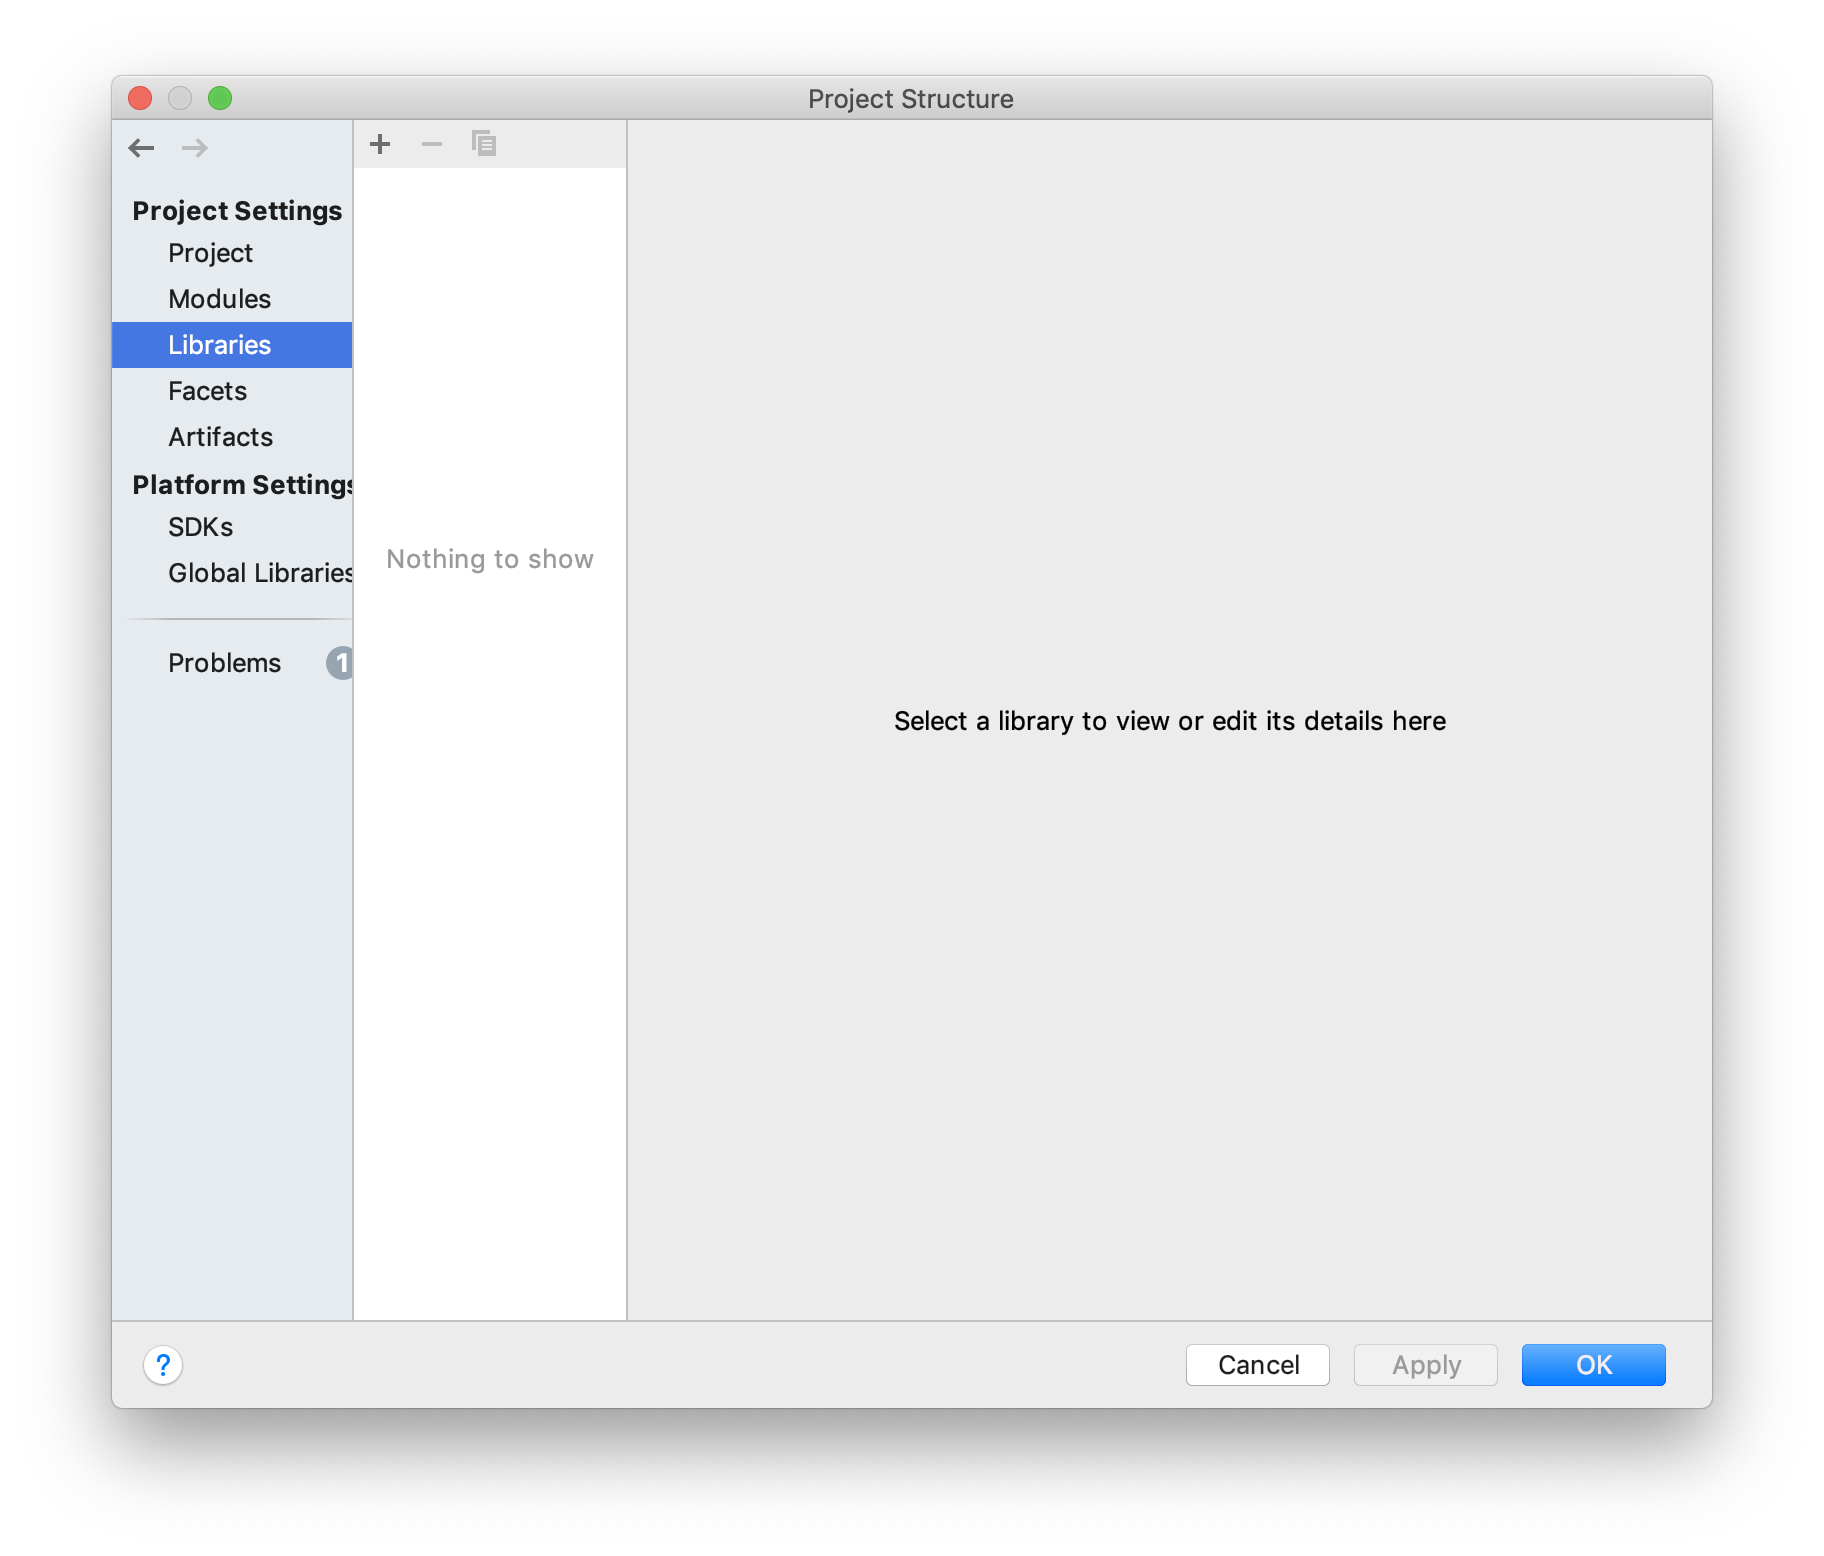 Project Structure
Project Settings
Project
Modules
Libraries
Facets
Artifacts
Platform Settings
SDKs
Global Libraries
Problems 1
Nothing to show
Select a library to view or edit its details here
?
Cancel
Apply
OK